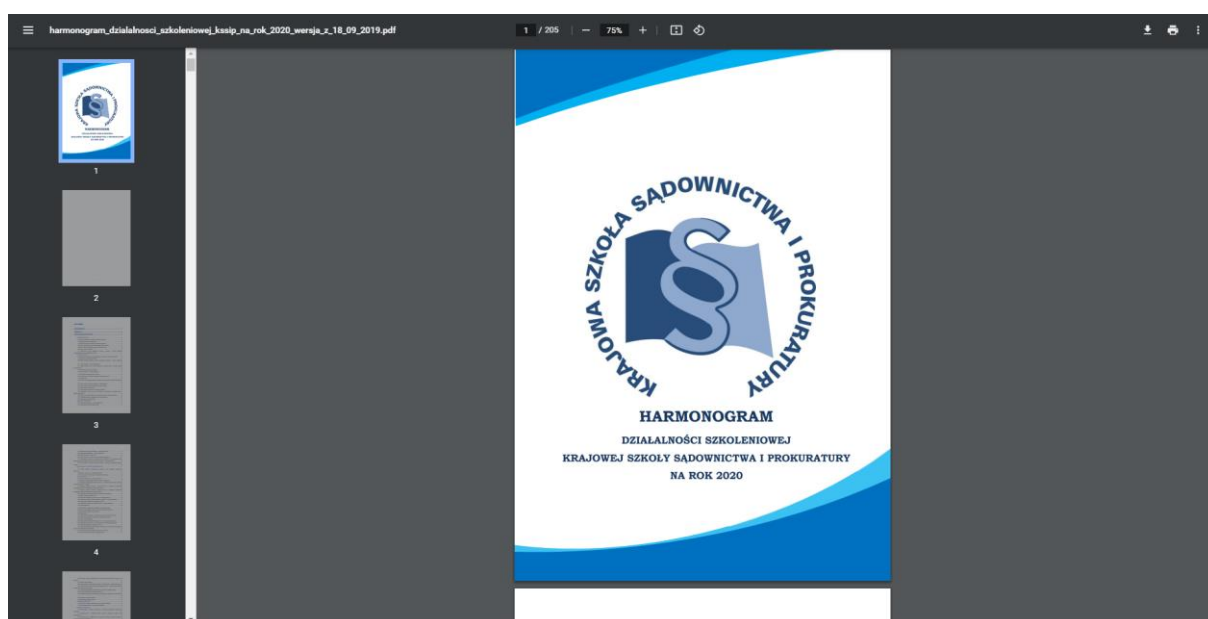 harmonogram_dzialalnosci_szkoleniowej_kssip_na_rok_2020_wersja_z_18_09_2019.pdf
1 / 205
75%
1
2
3
4
KRAJOWA SZKOŁA SĄDOWNICTWA I PROKURATURY
HARMONOGRAM
DZIAŁALNOŚCI SZKOLENIOWEJ
KRAJOWEJ SZKOŁY SĄDOWNICTWA I PROKURATURY
NA ROK 2020